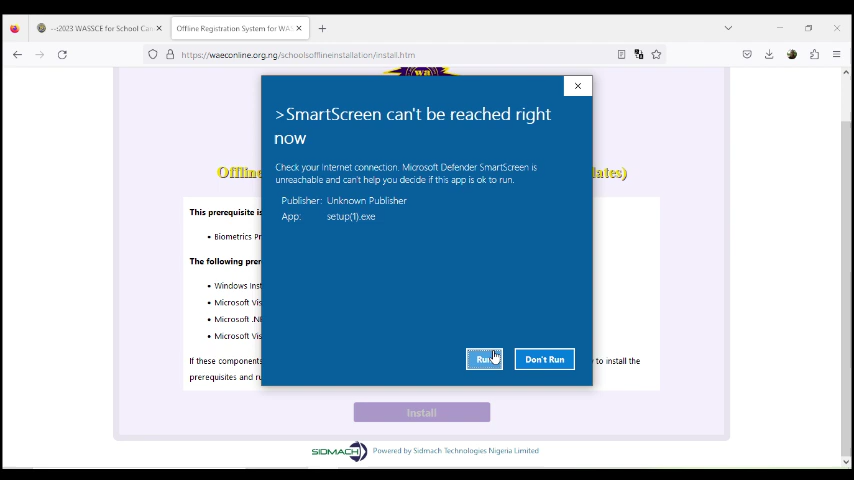 --:2023 WASSCE for School Can
Offline Registration System for WAS
https://waeconline.org.ng/schoolsofflineinstallation/install.htm
>SmartScreen can't be reached right
now
Check your Internet connection. Microsoft Defender SmartScreen is
unreachable and can't help you decide if this app is ok to run.
Publisher: Unknown Publisher
App: setup(1).exe
Run
Don't Run
Offline
ates)
This prerequisite is
• Biometrics Pr
The following prer
• Windows Inst
• Microsoft Vis
• Microsoft .NE
• Microsoft Vis
If these components
to install the
prerequisites and ru
Install
SIDMACH
Powered by Sidmach Technologies Nigeria Limited